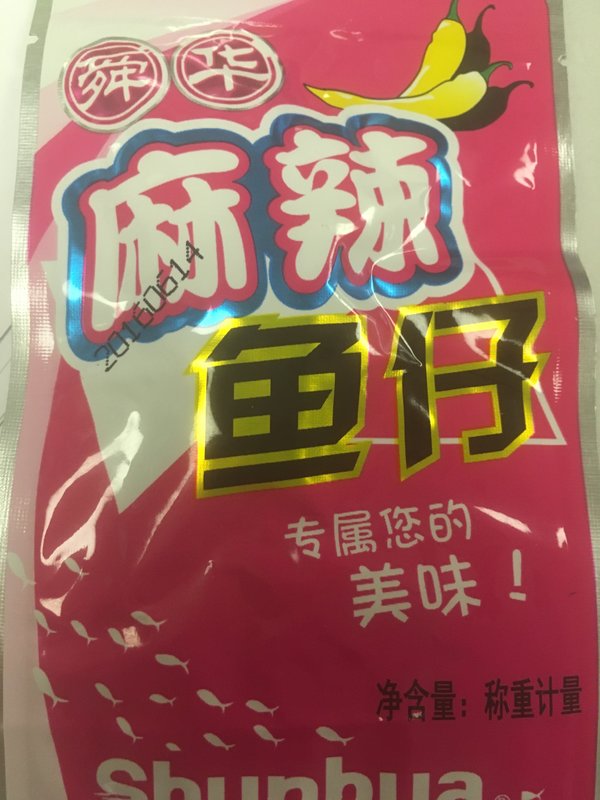 舜华
麻辣
20160614
鱼仔
专属您的
美味！
净含量：称重计量
Shunhua